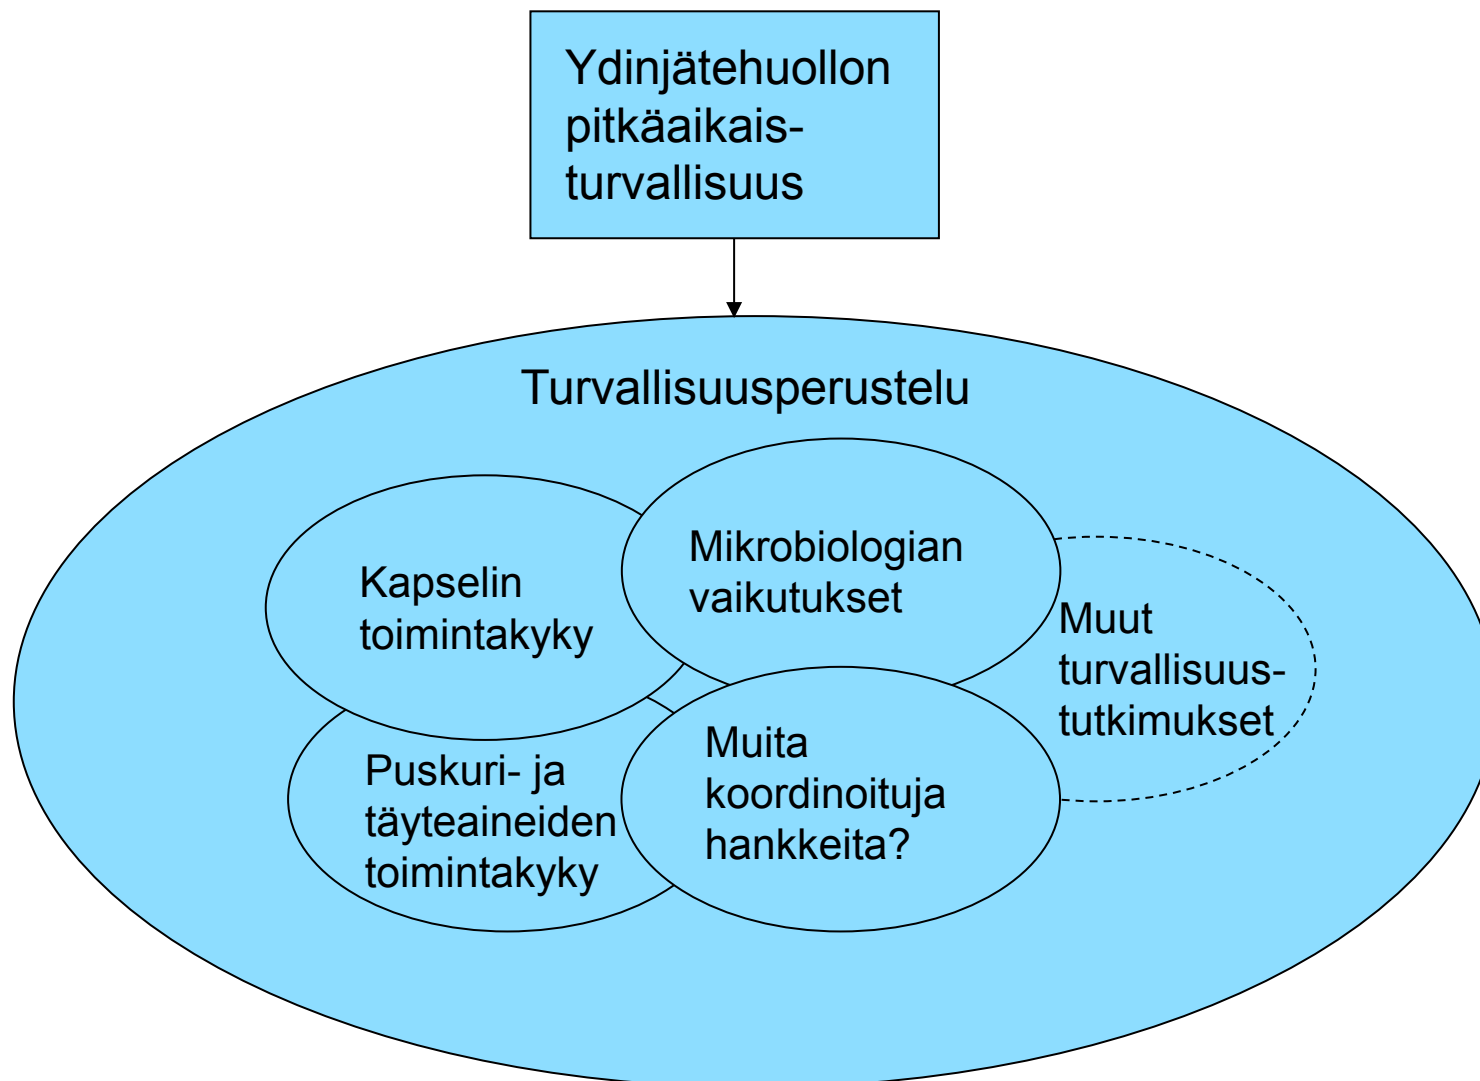 Ydinjätehuollon
pitkäaikais-
turvallisuus
Turvallisuusperustelu
Kapselin
toimintakyky
Mikrobiologian
vaikutukset
Muut
turvallisuus-
tutkimukset
Puskuri- ja
täyteaineiden
toimintakyky
Muita
koordinoituja
hankkeita?